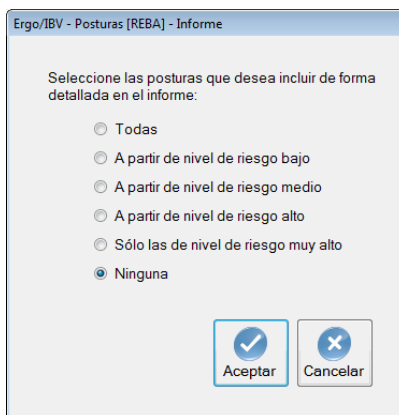 Ergo/IBV - Posturas [REBA] - Informe
Seleccione las posturas que desea incluir de forma
detallada en el informe:
Todas
A partir de nivel de riesgo bajo
A partir de nivel de riesgo medio
A partir de nivel de riesgo alto
Sólo las de nivel de riesgo muy alto
Ninguna
Aceptar
Cancelar